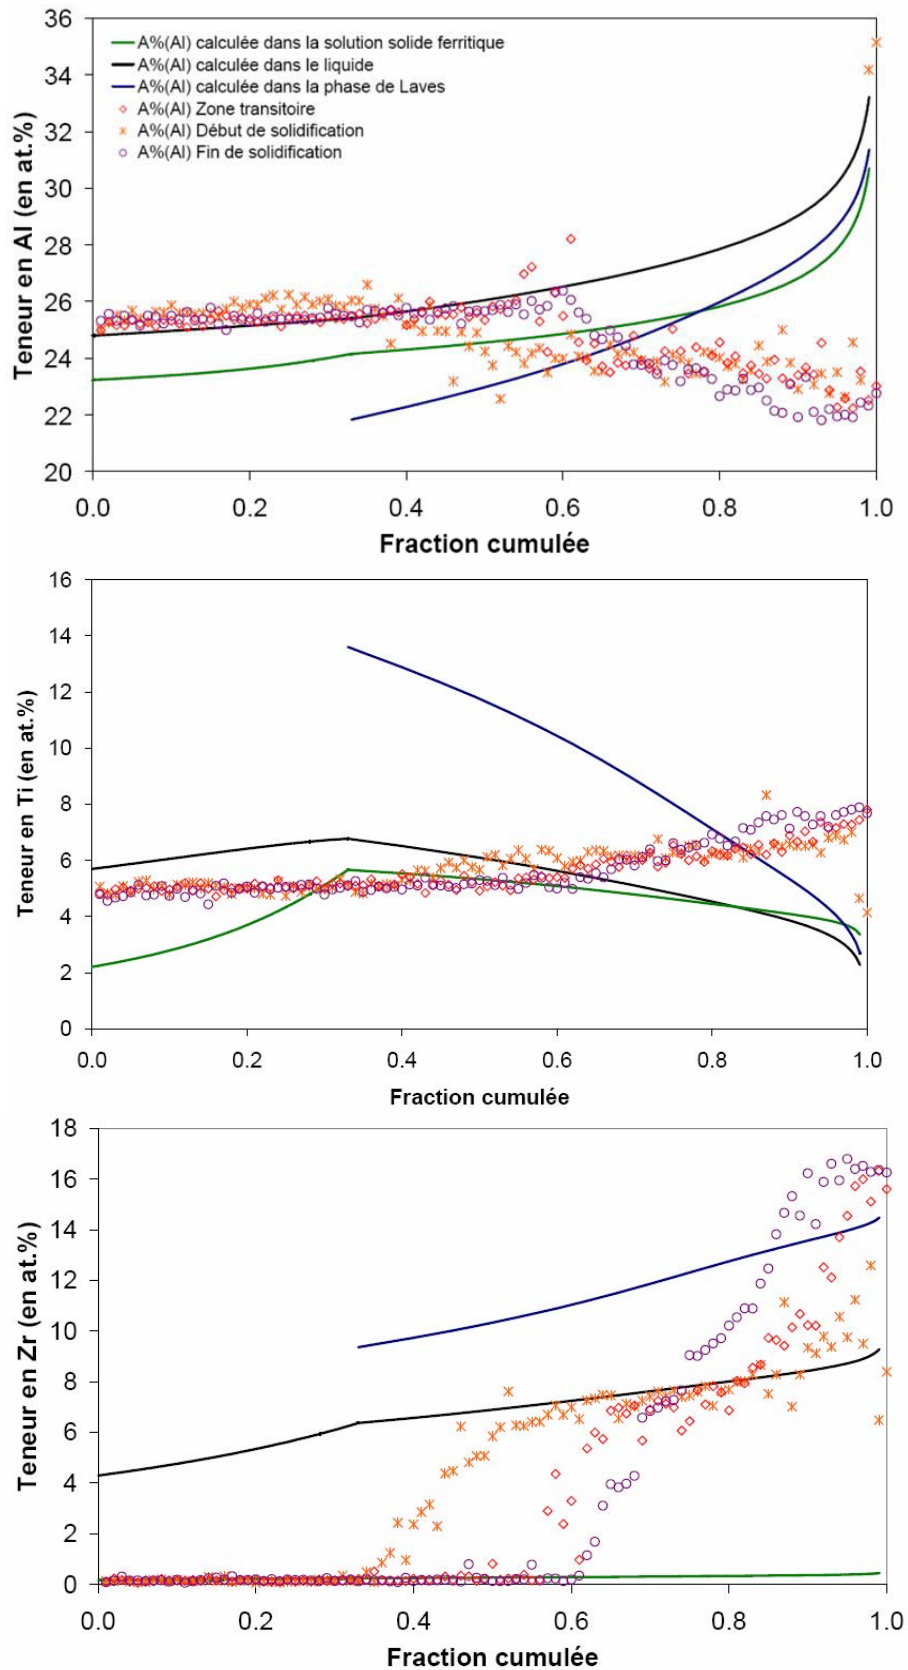 36
34
32
30
28
26
24
22
20
Teneur en Al (en at.%)
A%(Al) calculée dans la solution solide ferritique
A%(Al) calculée dans le liquide
A%(Al) calculée dans la phase de Laves
A%(Al) Zone transitoire
A%(Al) Début de solidification
A%(Al) Fin de solidification
0.0 0.2 0.4 0.6 0.8 1.0
Fraction cumulée
16
14
12
10
8
6
4
2
0
Teneur en Ti (en at.%)
0.0 0.2 0.4 0.6 0.8 1.0
Fraction cumulée
18
16
14
12
10
8
6
4
2
0
Teneur en Zr (en at.%)
0.0 0.2 0.4 0.6 0.8 1.0
Fraction cumulée